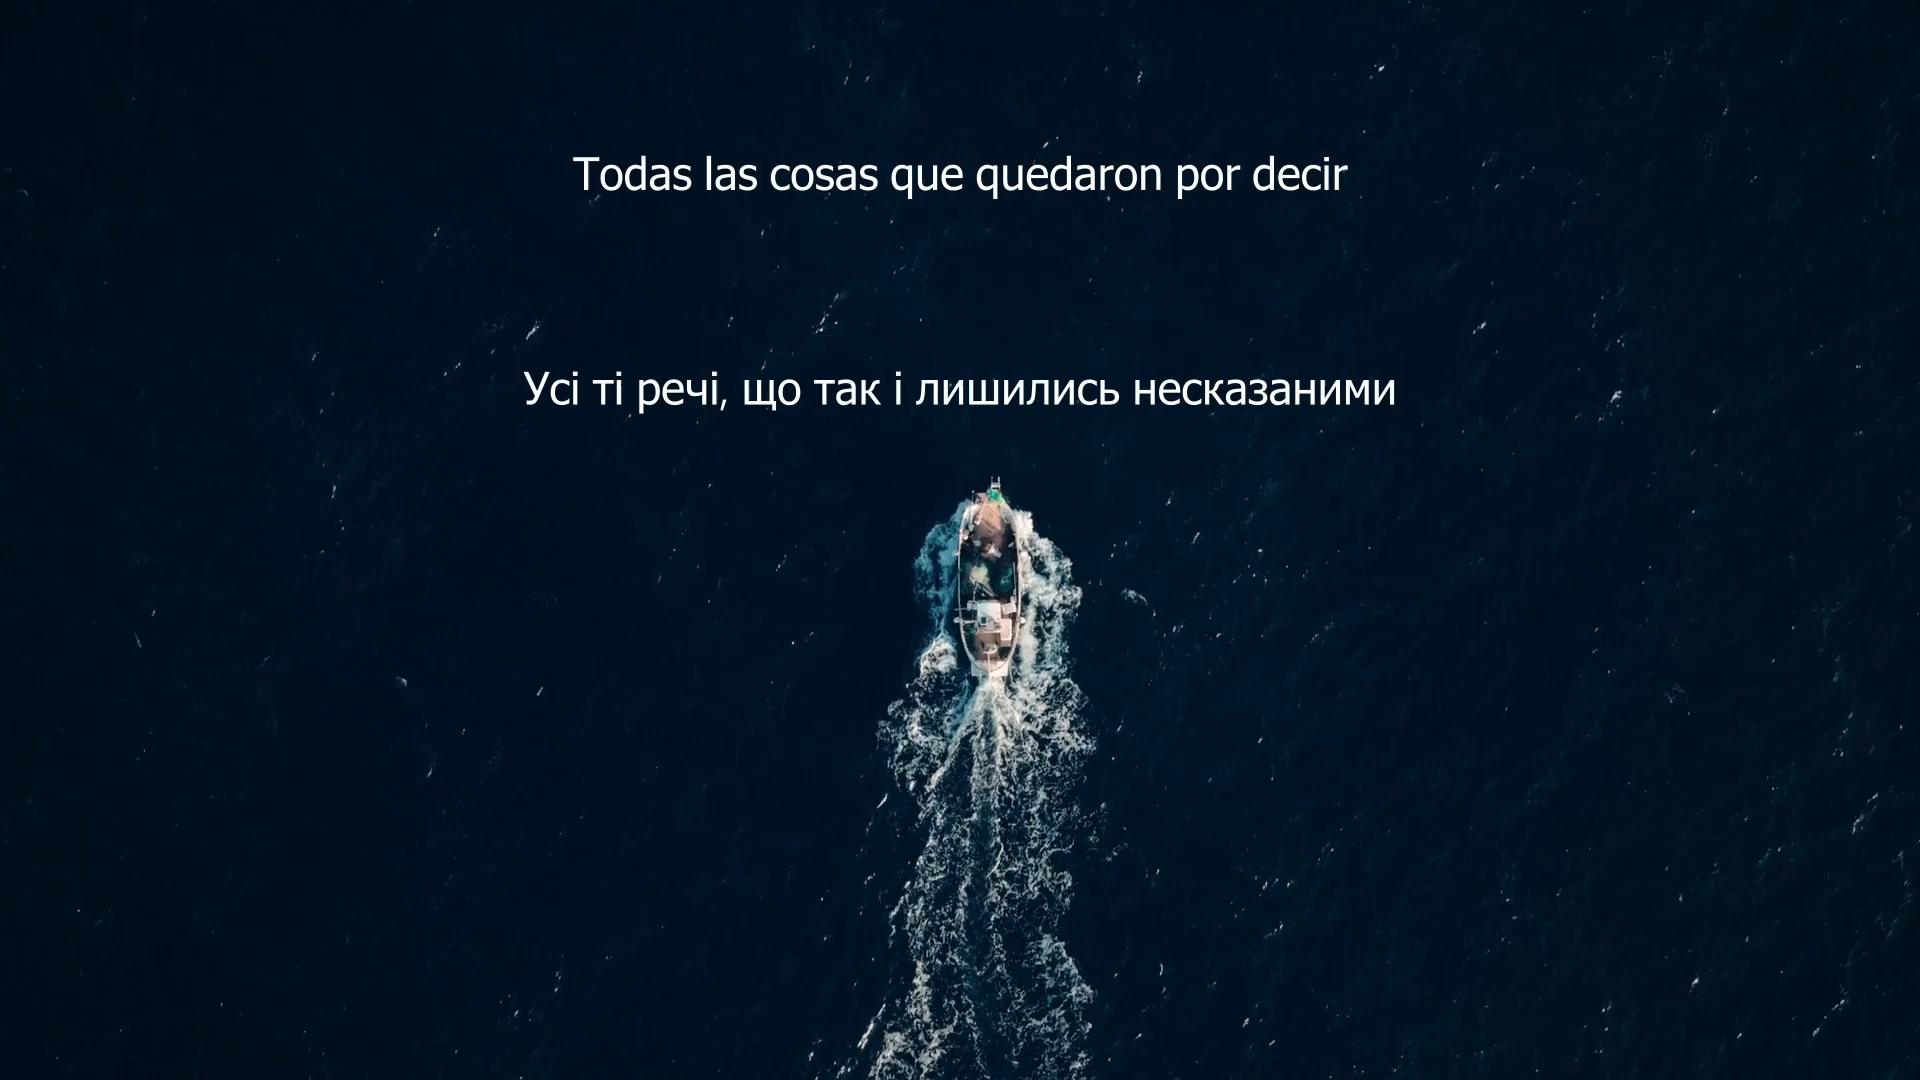 Todas las cosas que quedaron por decir
Усі ті речі, що так і лишились несказаними